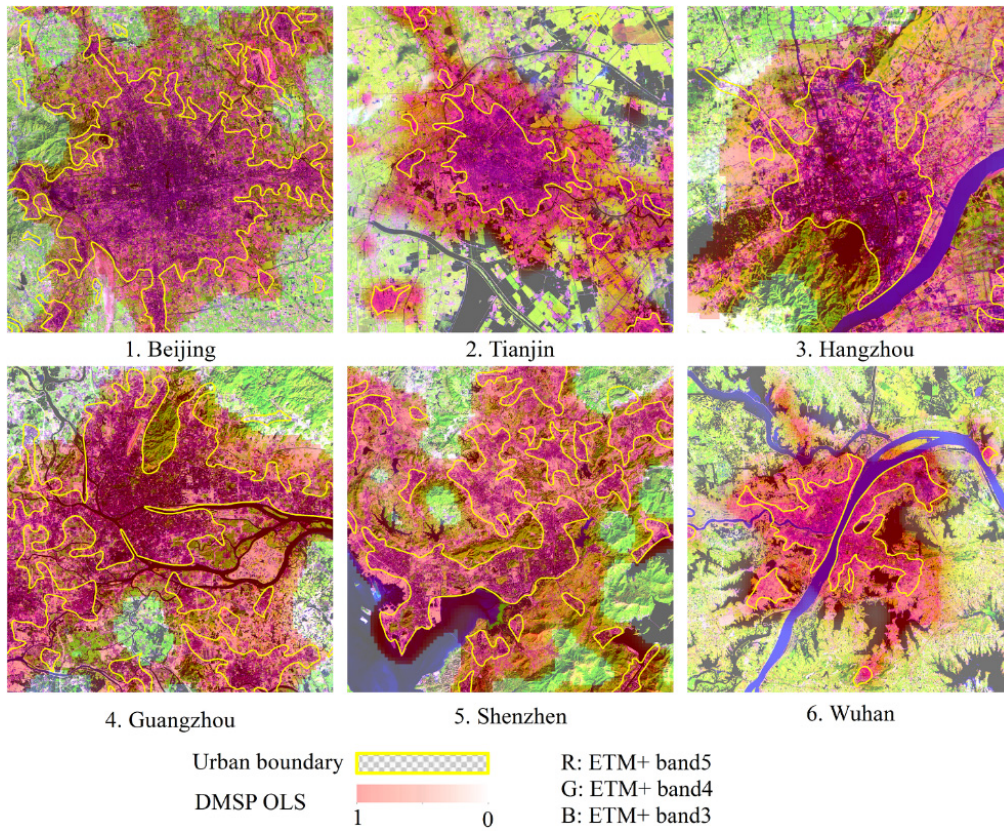 1. Beijing
2. Tianjin
3. Hangzhou
4. Guangzhou
5. Shenzhen
6. Wuhan
Urban boundary
DMSP OLS
1
0
R: ETM+ band5
G: ETM+ band4
B: ETM+ band3